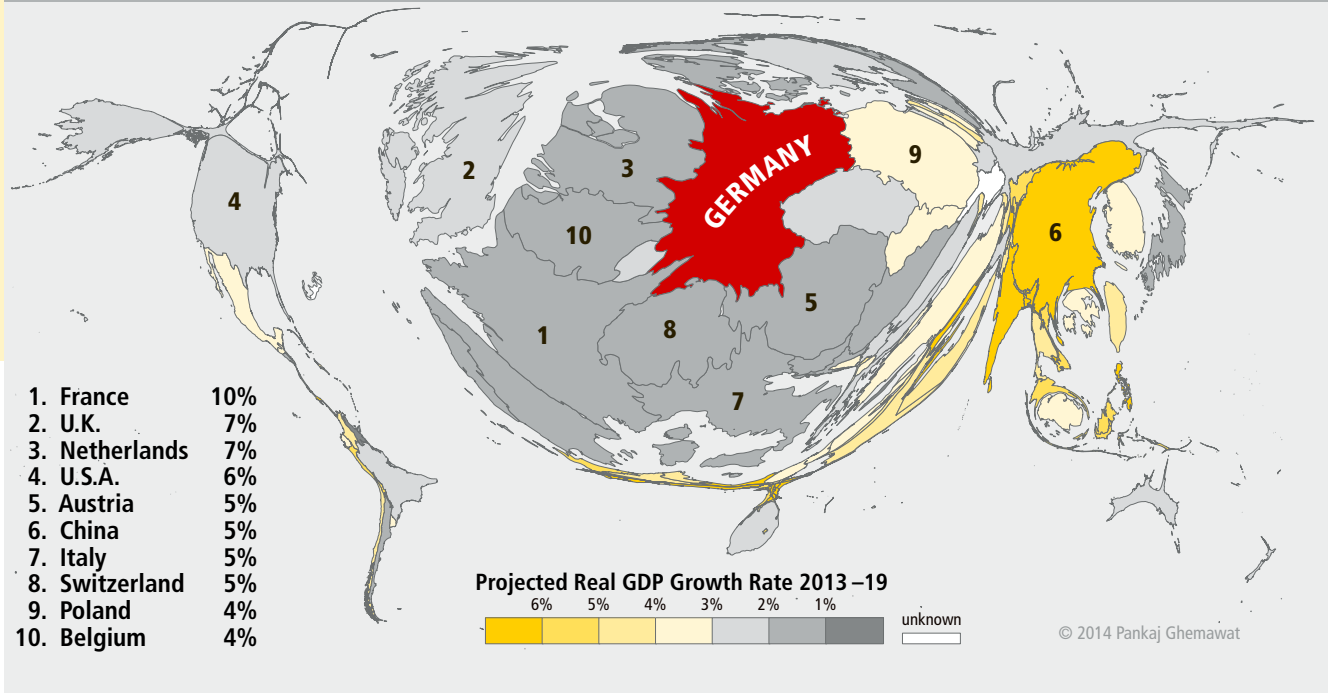 2
3
GERMANY
9
4
10
6
1
8
5
7
1. France 10%
2. U.K. 7%
3. Netherlands 7%
4. U.S.A. 6%
5. Austria 5%
6. China 5%
7. Italy 5%
8. Switzerland 5%
9. Poland 4%
10. Belgium 4%
Projected Real GDP Growth Rate 2013 –19
6% 5% 4% 3% 2% 1%
unknown
© 2014 Pankaj Ghemawat